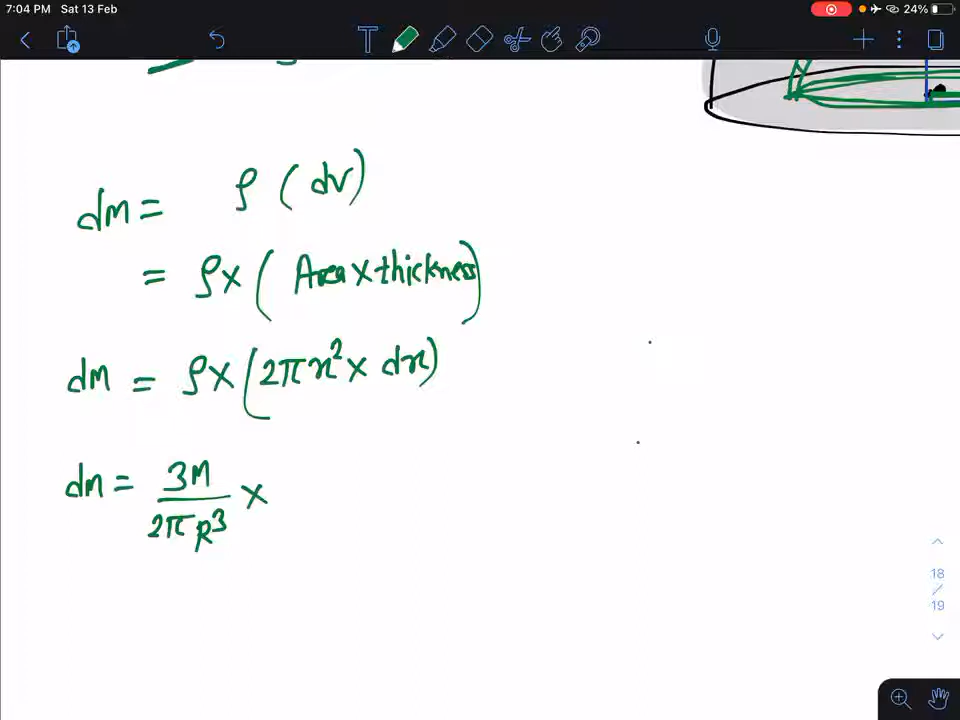 7:04 PM Sat 13 Feb 24%
T
dm = ρ (dv)
= ρ× (Area × thickness)
dm = ρ× (2πx² × dx)
dm = 3M/2πR³ ×
18
/
19